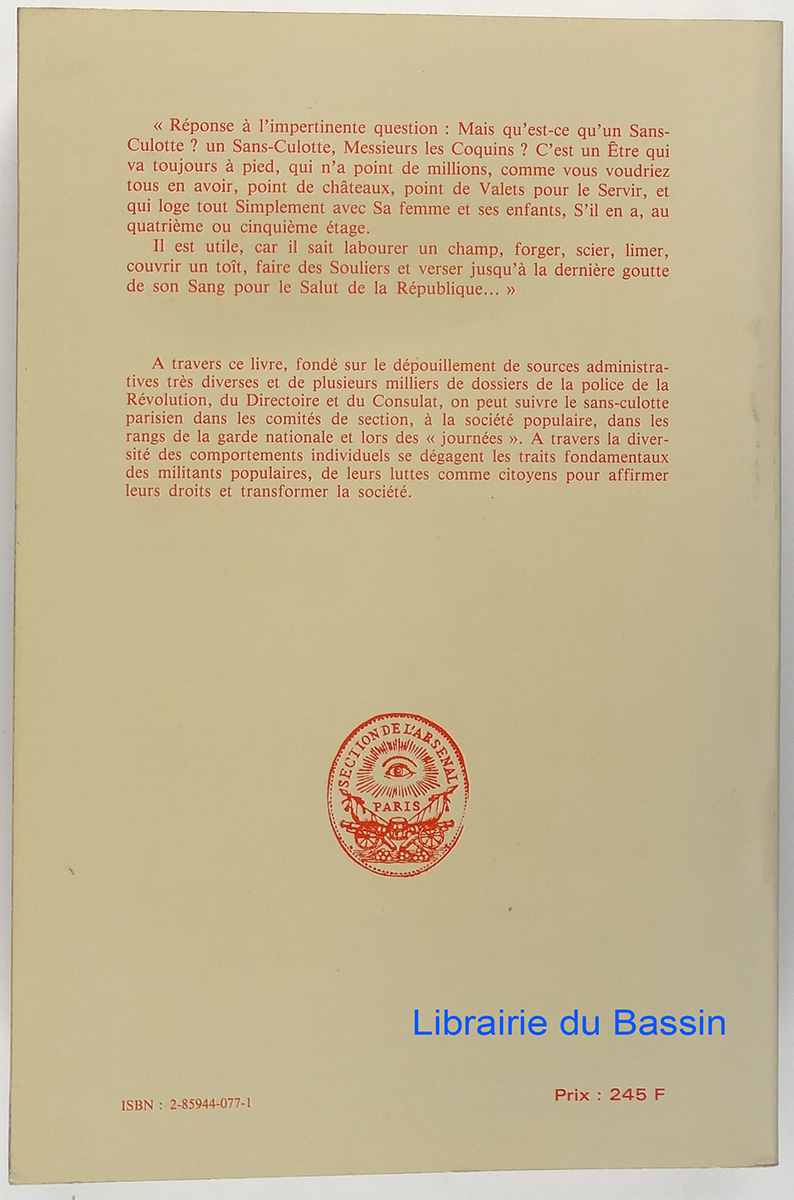 « Réponse à l'impertinente question : Mais qu'est-ce qu'un Sans-
Culotte ? un Sans-Culotte, Messieurs les Coquins ? C'est un Être qui
va toujours à pied, qui n'a point de millions, comme vous voudriez
tous en avoir, point de châteaux, point de Valets pour le Servir, et
qui loge tout Simplement avec Sa femme et ses enfants, S'il en a, au
quatrième ou cinquième étage.
Il est utile, car il sait labourer un champ, forger, scier, limer,
couvrir un toît, faire des Souliers et verser jusqu'à la dernière goutte
de son Sang pour le Salut de la République... »
A travers ce livre, fondé sur le dépouillement de sources administra-
tives très diverses et de plusieurs milliers de dossiers de la police de la
Révolution, du Directoire et du Consulat, on peut suivre le sans-culotte
parisien dans les comités de section, à la société populaire, dans les
rangs de la garde nationale et lors des « journées ». A travers la diver-
sité des comportements individuels se dégagent les traits fondamentaux
des militants populaires, de leurs luttes comme citoyens pour affirmer
leurs droits et transformer la société.
SECTION DE L'ARSENAL
PARIS
Librairie du Bassin
ISBN : 2-85944-077-1
Prix : 245 F